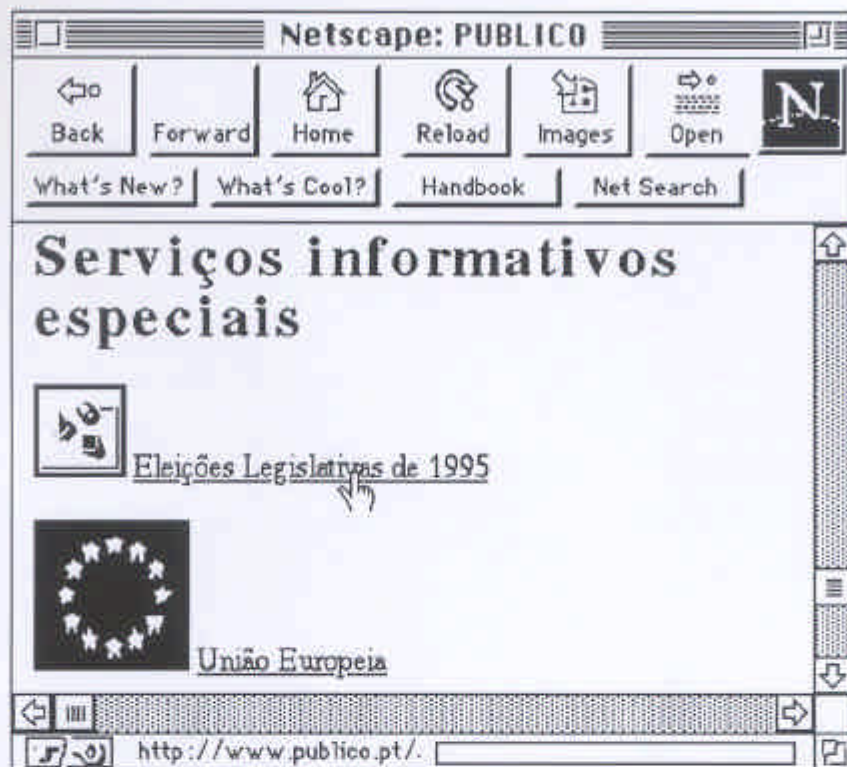 Netscape: PUBLICO
Back Forward Home Reload Images Open N
What's New? What's Cool? Handbook Net Search
Serviços informativos
especiais
Eleições Legislativas de 1995
União Europeia
http://www.publico.pt/.